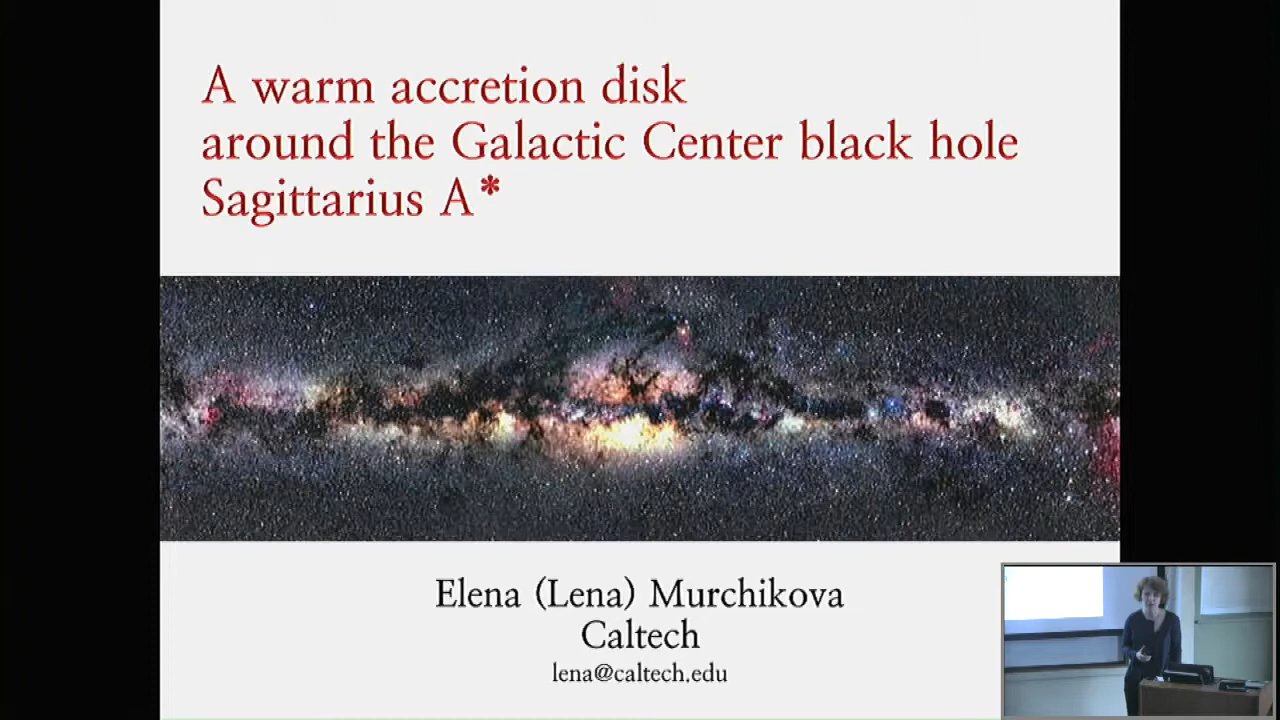 A warm accretion disk
around the Galactic Center black hole
Sagittarius A*
Elena (Lena) Murchikova
Caltech
lena@caltech.edu